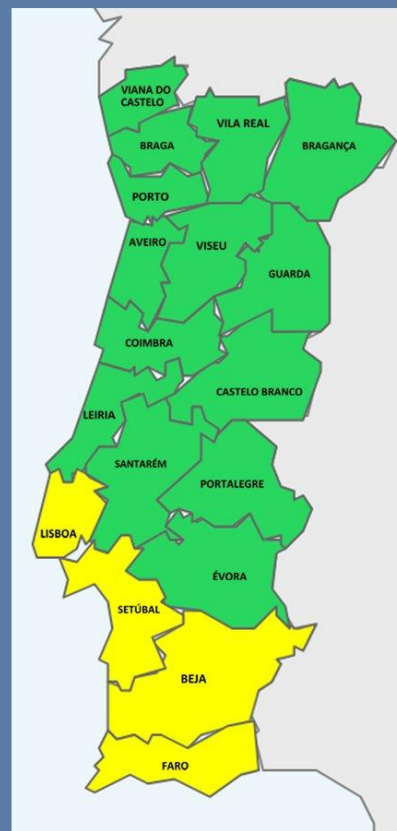 VIANA DO
CASTELO
VILA REAL
BRAGANÇA
BRAGA
PORTO
AVEIRO
VISEU
GUARDA
COIMBRA
CASTELO BRANCO
LEIRIA
SANTARÉM
PORTALEGRE
LISBOA
ÉVORA
SETÚBAL
BEJA
FARO